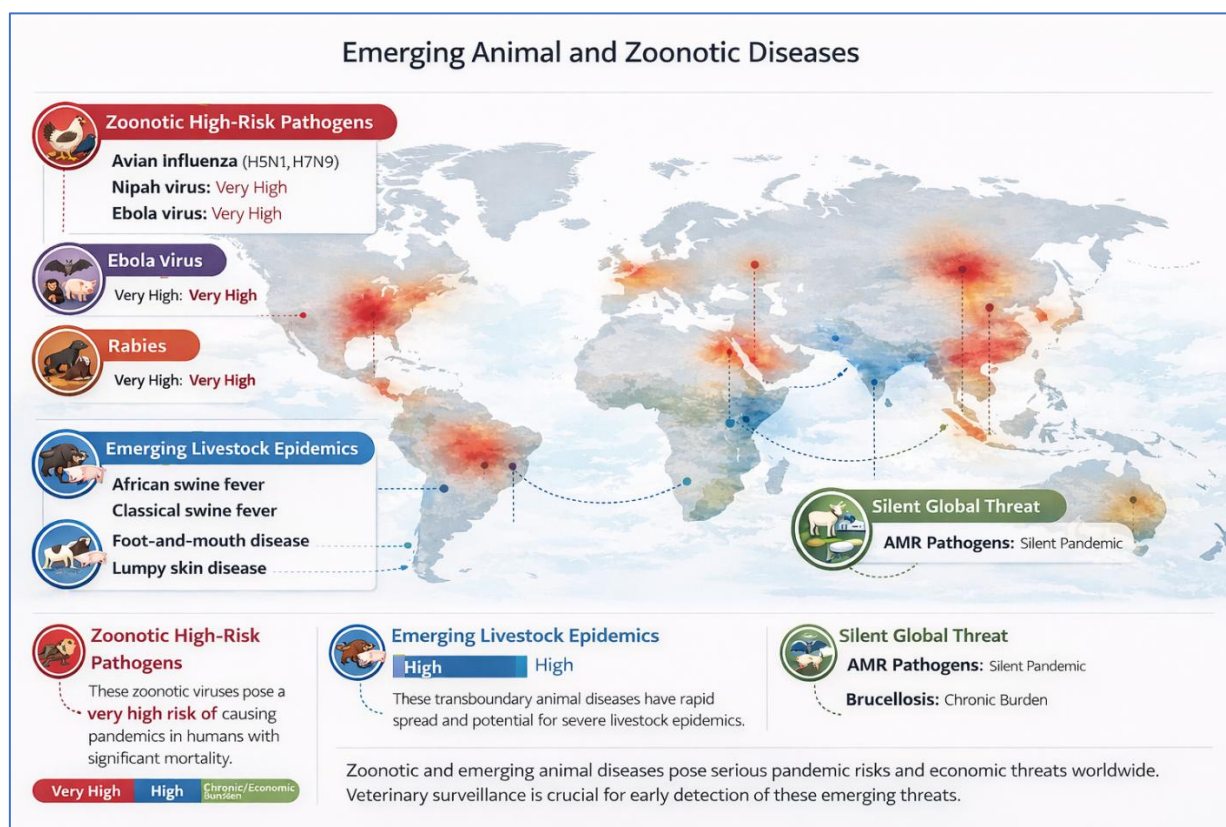 Emerging Animal and Zoonotic Diseases
Zoonotic High-Risk Pathogens
Avian influenza (H5N1, H7N9)
Nipah virus: Very High
Ebola virus: Very High
Ebola Virus
Very High: Very High
Rabies
Very High: Very High
Emerging Livestock Epidemics
African swine fever
Classical swine fever
Foot-and-mouth disease
Lumpy skin disease
Silent Global Threat
AMR Pathogens: Silent Pandemic
Zoonotic High-Risk
Pathogens
These zoonotic viruses pose a
very high risk of causing
pandemics in humans with
significant mortality.
Very High High Chronic/Economic
Emerging Livestock Epidemics
High High
These transboundary animal diseases have rapid
spread and potential for severe livestock epidemics.
Silent Global Threat
AMR Pathogens: Silent Pandemic
Brucellosis: Chronic Burden
Zoonotic and emerging animal diseases pose serious pandemic risks and economic threats worldwide.
Veterinary surveillance is crucial for early detection of these emerging threats.